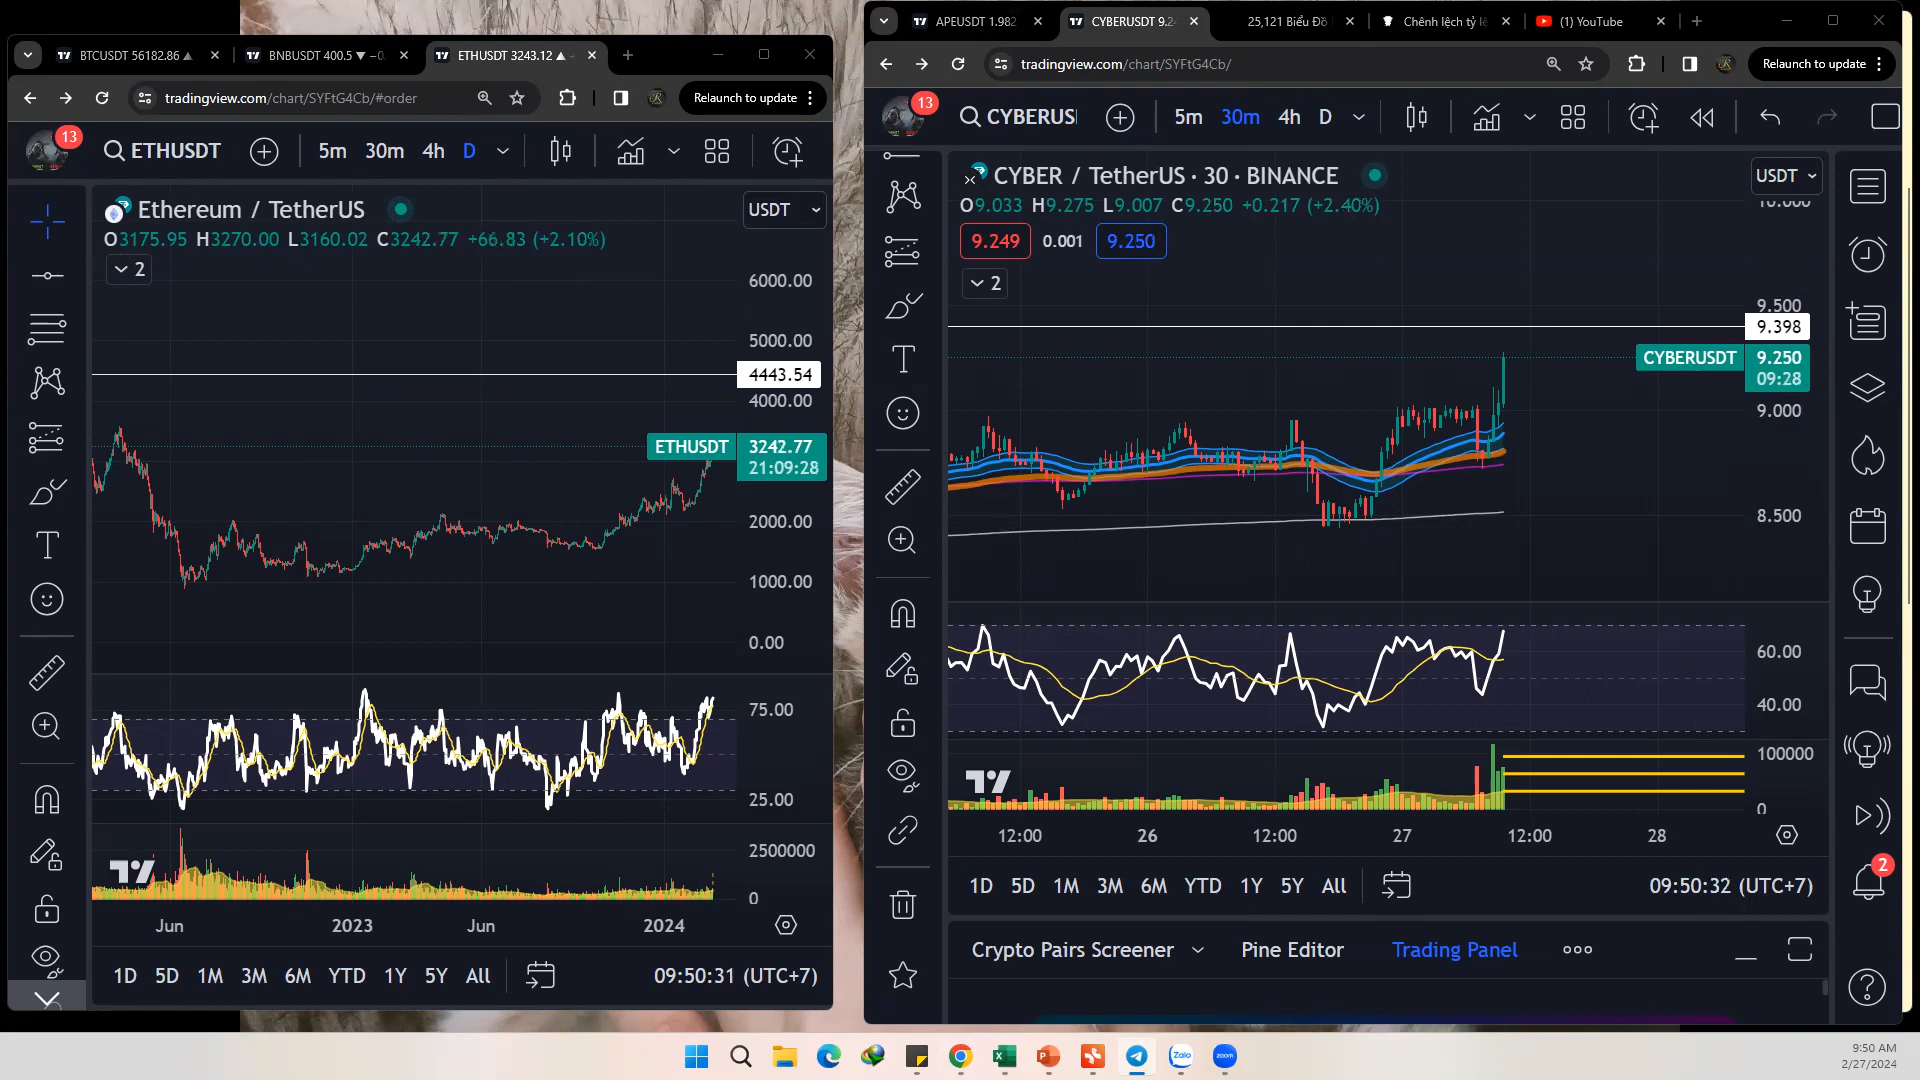 BTCUSDT 56182.86 ▲
BNBUSDT 400.5 ▼ −0.
ETHUSDT 3243.12 ▲
tradingview.com/chart/SYFtG4Cb/#order
Relaunch to update
13
ETHUSDT
5m 30m 4h D
Ethereum / TetherUS
USDT
O3175.95 H3270.00 L3160.02 C3242.77 +66.83 (+2.10%)
2
6000.00
5000.00
4443.54
4000.00
ETHUSDT 3242.77
21:09:28
2000.00
1000.00
0.00
75.00
25.00
2500000
0
Jun 2023 Jun 2024
1D 5D 1M 3M 6M YTD 1Y 5Y All
09:50:31 (UTC+7)
APEUSDT 1.982
CYBERUSDT 9.24
25,121 Biểu Đồ
Chênh lệch tỷ lệ
(1) YouTube
tradingview.com/chart/SYFtG4Cb/
Relaunch to update
13
CYBERUS
5m 30m 4h D
CYBER / TetherUS · 30 · BINANCE
USDT
O9.033 H9.275 L9.007 C9.250 +0.217 (+2.40%)
9.249 0.001 9.250
2
10.000
9.500
9.398
CYBERUSDT 9.250
09:28
9.000
8.500
60.00
40.00
100000
0
12:00 26 12:00 27 12:00 28
1D 5D 1M 3M 6M YTD 1Y 5Y All
09:50:32 (UTC+7)
2
Crypto Pairs Screener
Pine Editor
Trading Panel
Zalo
zoom
9:50 AM
2/27/2024